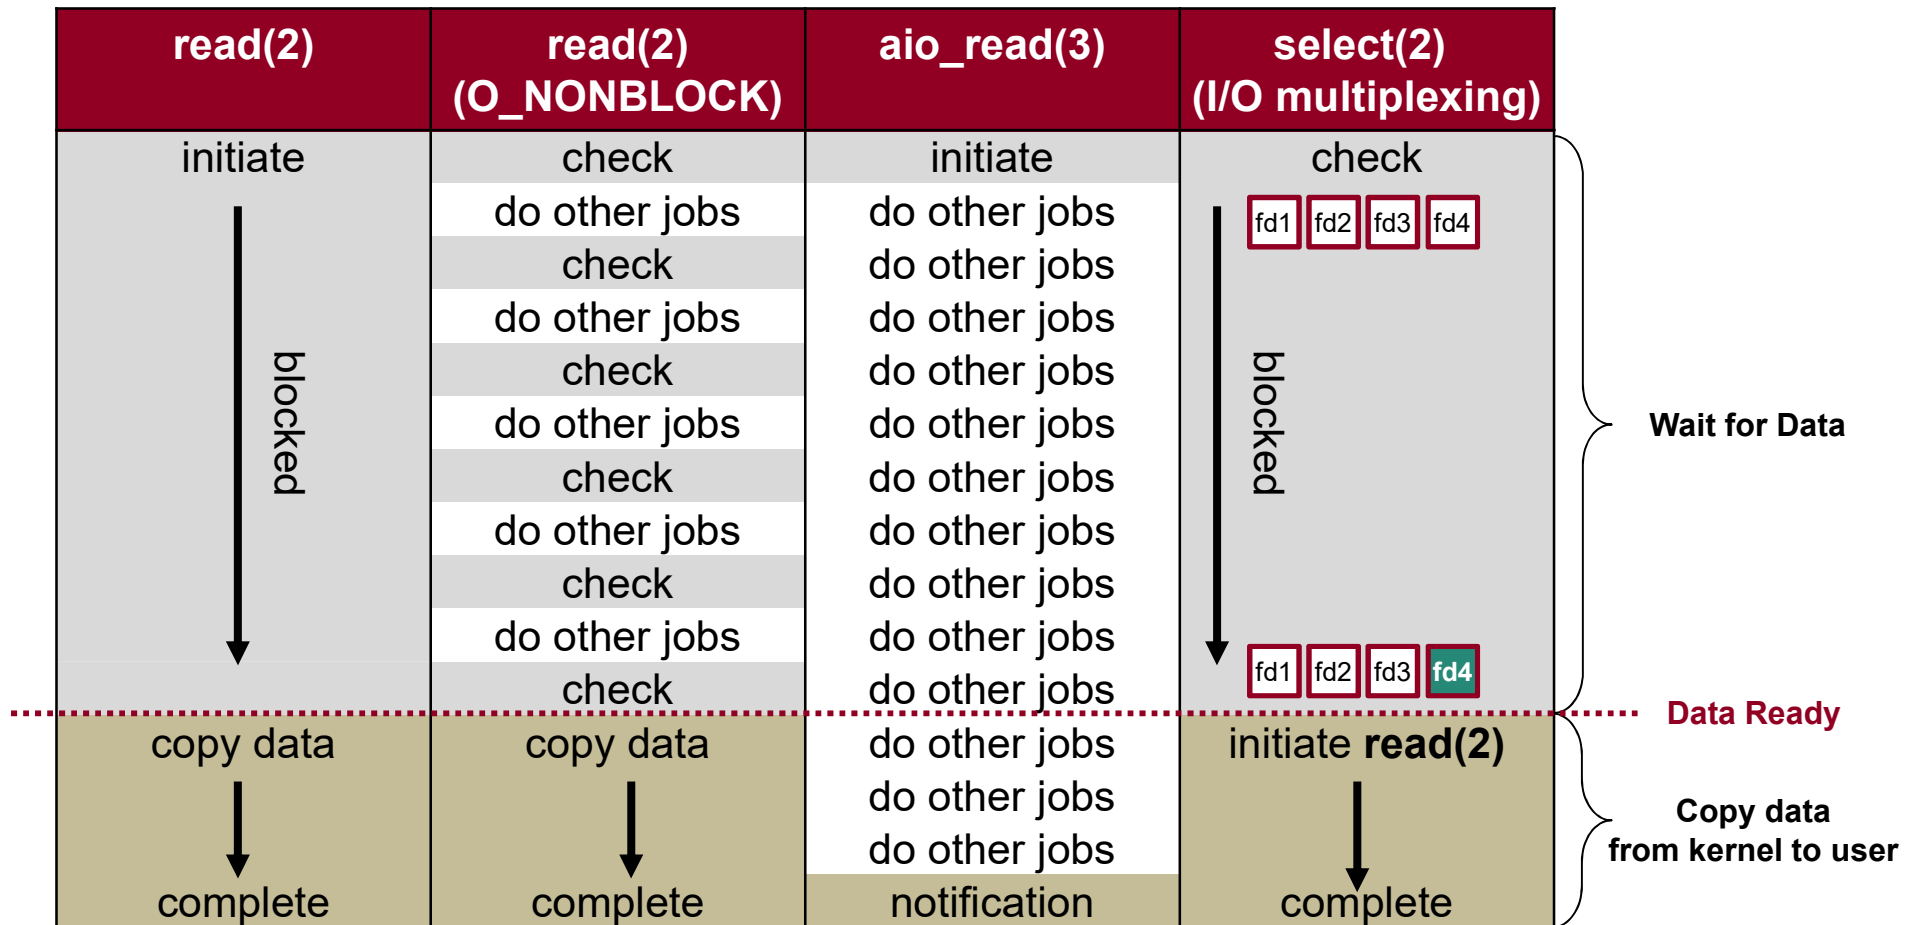 read(2)
read(2)
(O_NONBLOCK)
aio_read(3)
select(2)
(I/O multiplexing)
initiate
check
initiate
check
do other jobs
do other jobs
fd1 fd2 fd3 fd4
check
do other jobs
do other jobs
do other jobs
blocked
check
do other jobs
blocked
do other jobs
do other jobs
Wait for Data
check
do other jobs
do other jobs
do other jobs
check
do other jobs
do other jobs
do other jobs
check
do other jobs
fd1 fd2 fd3 fd4
Data Ready
copy data
copy data
do other jobs
initiate read(2)
do other jobs
do other jobs
Copy data
from kernel to user
complete
complete
notification
complete